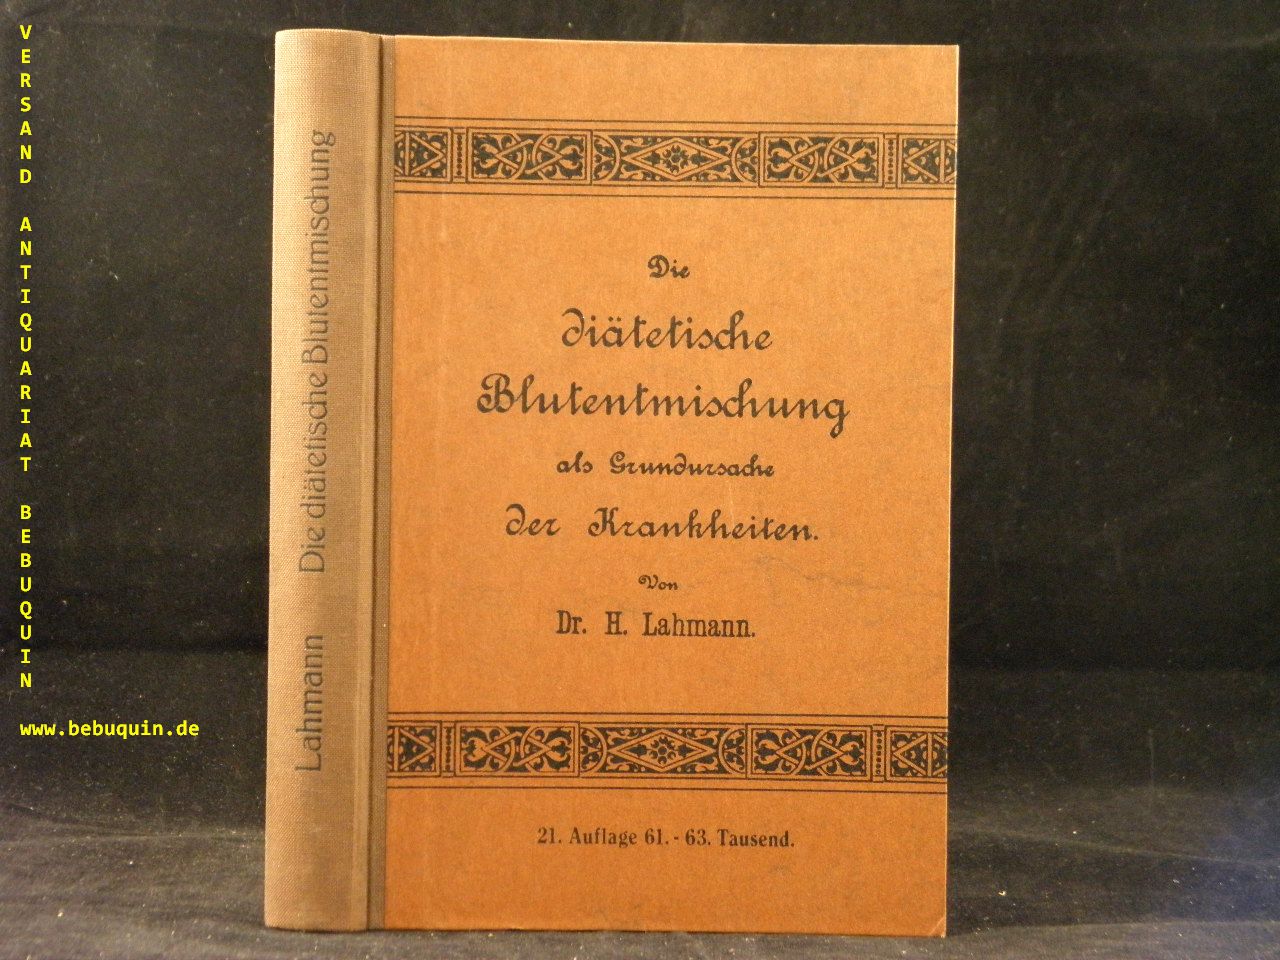 VERSAND ANTIQUARIAT BEBUQUIN
www.bebuquin.de
Lahmann Die diätetische Blutentmischung
Die
diätetische
Blutentmischung
als Grundursache
der Krankheiten.
Von
Dr. H. Lahmann.
21. Auflage 61.-63. Tausend.